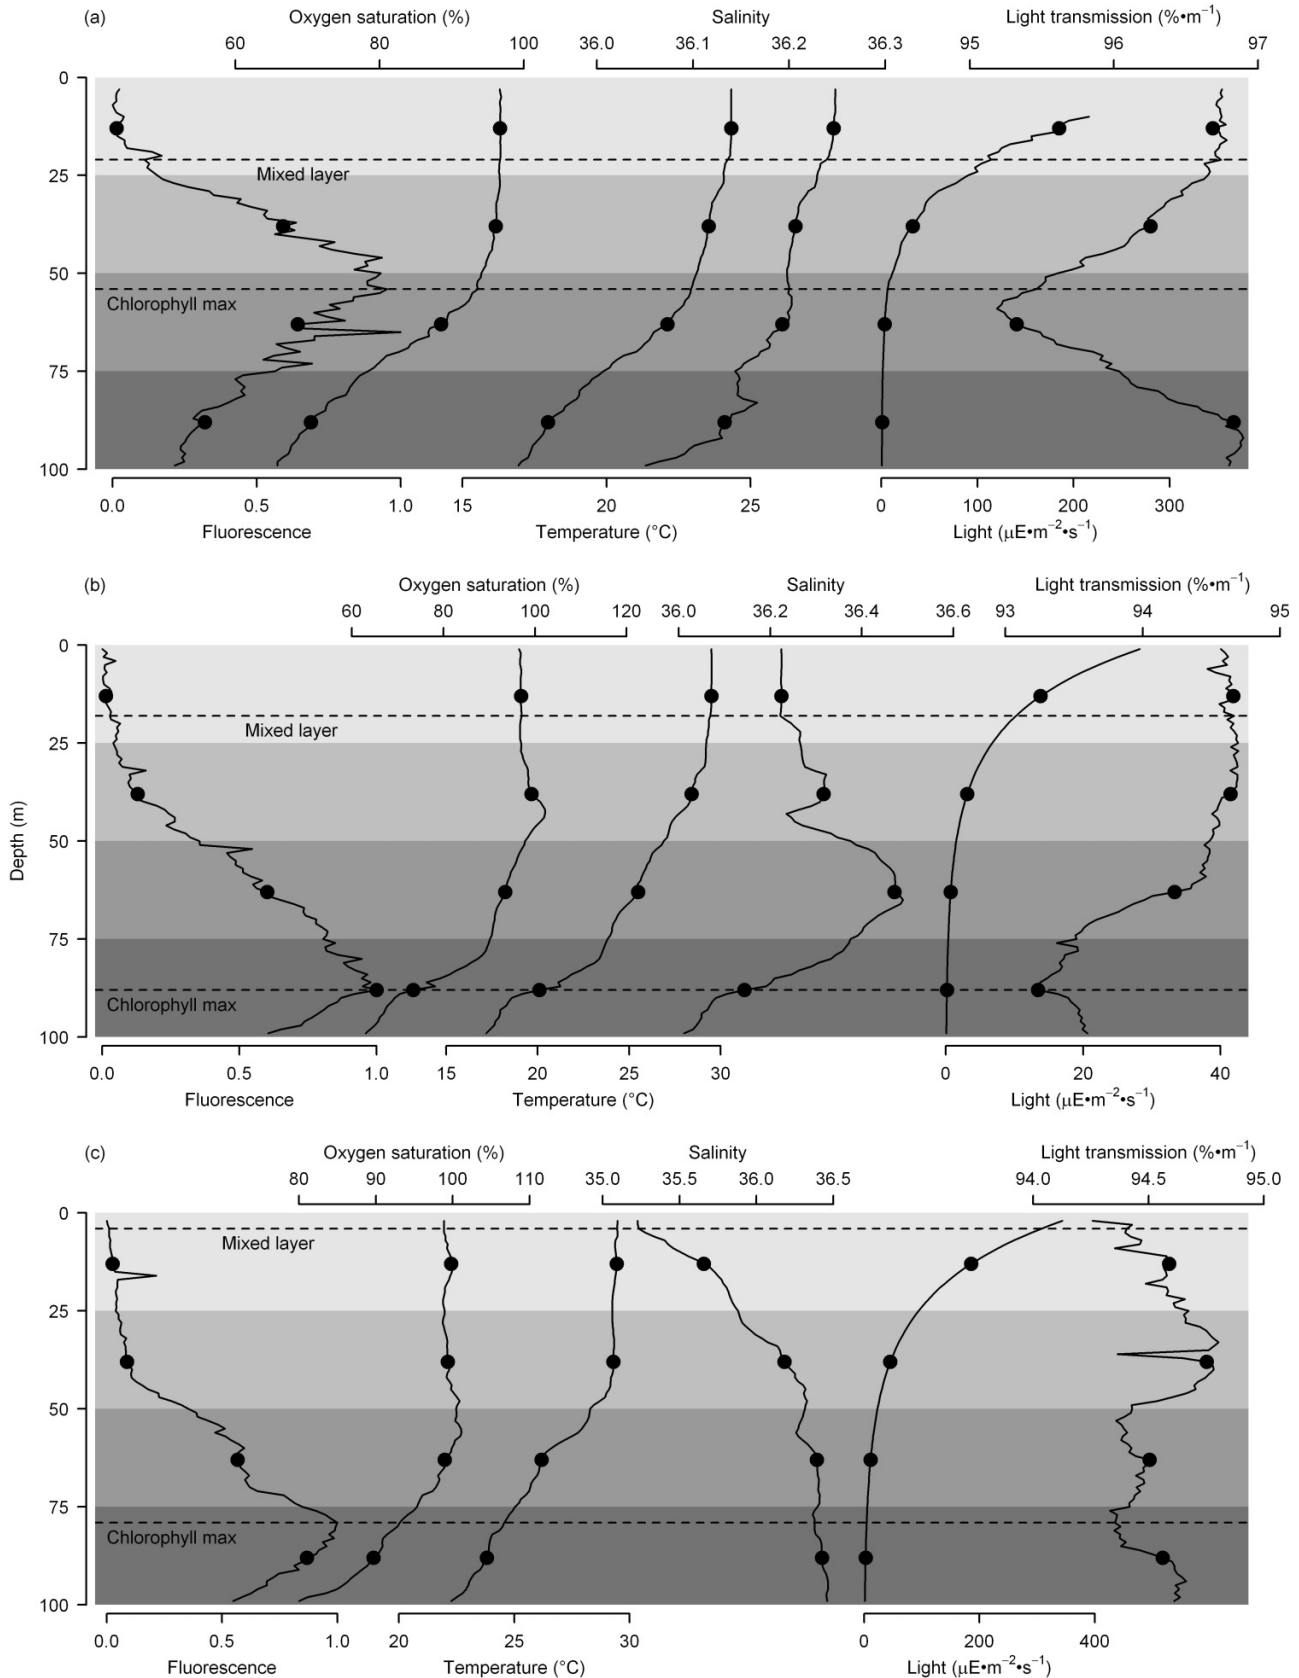 (a)
Oxygen saturation (%) Salinity Light transmission (%•m⁻¹)
60 80 100 36.0 36.1 36.2 36.3 95 96 97
0
Mixed layer
25
50
Chlorophyll max
75
100
0.0 0.5 1.0 15 20 25 0 100 200 300
Fluorescence Temperature (°C) Light (μE•m⁻²•s⁻¹)
(b)
Oxygen saturation (%) Salinity Light transmission (%•m⁻¹)
60 80 100 120 36.0 36.2 36.4 36.6 93 94 95
0
Mixed layer
25
50
Depth (m)
75
Chlorophyll max
100
0.0 0.5 1.0 15 20 25 30 0 20 40
Fluorescence Temperature (°C) Light (μE•m⁻²•s⁻¹)
(c)
Oxygen saturation (%) Salinity Light transmission (%•m⁻¹)
80 90 100 110 35.0 35.5 36.0 36.5 94.0 94.5 95.0
0
Mixed layer
25
50
75
Chlorophyll max
100
0.0 0.5 1.0 20 25 30 0 200 400
Fluorescence Temperature (°C) Light (μE•m⁻²•s⁻¹)